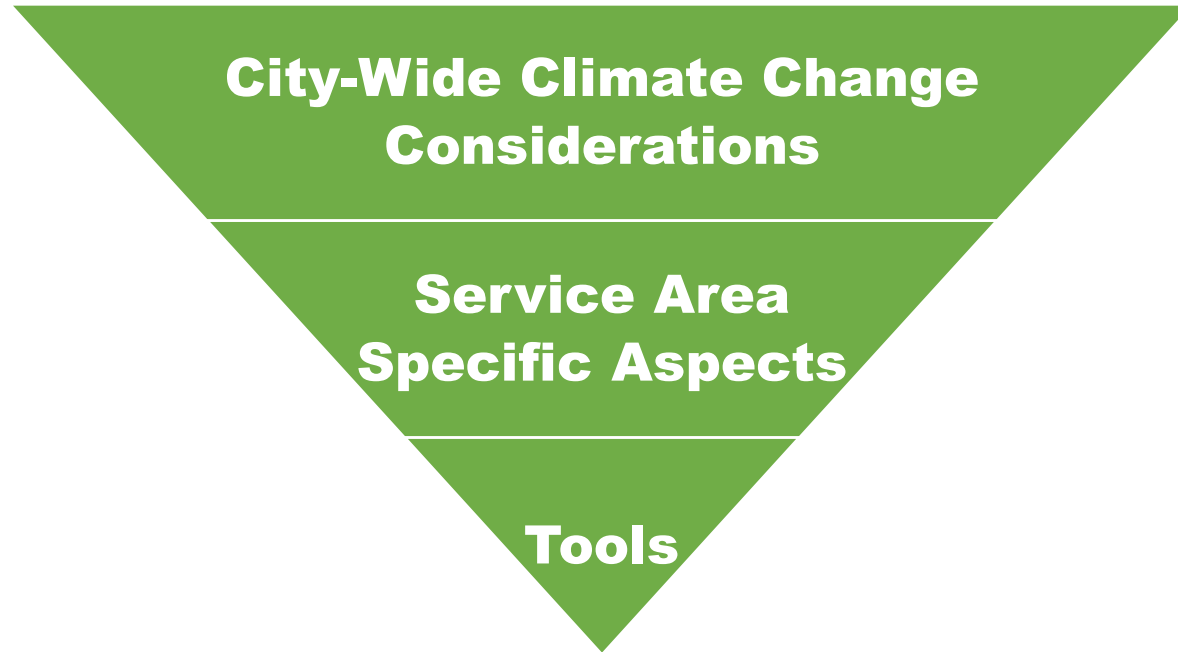 City-Wide Climate Change
Considerations
Service Area
Specific Aspects
Tools